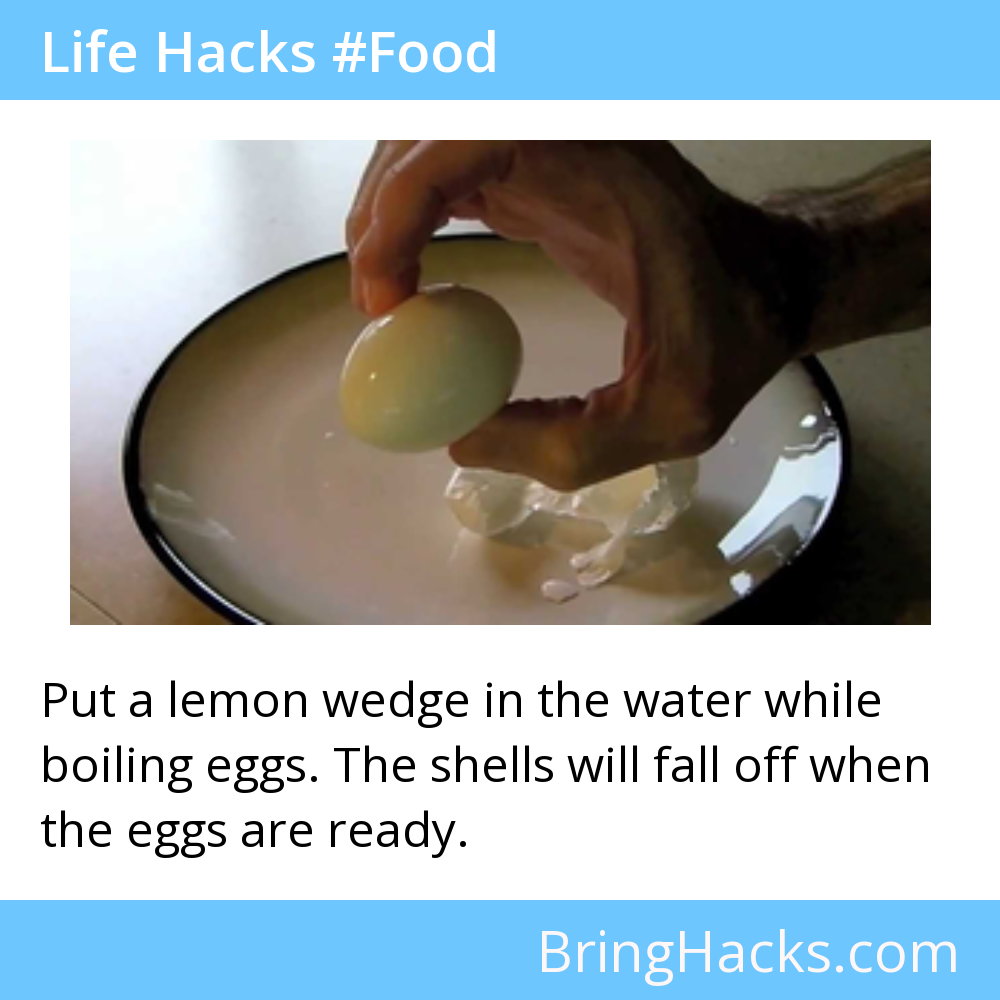 Life Hacks #Food
Put a lemon wedge in the water while
boiling eggs. The shells will fall off when
the eggs are ready.
BringHacks.com